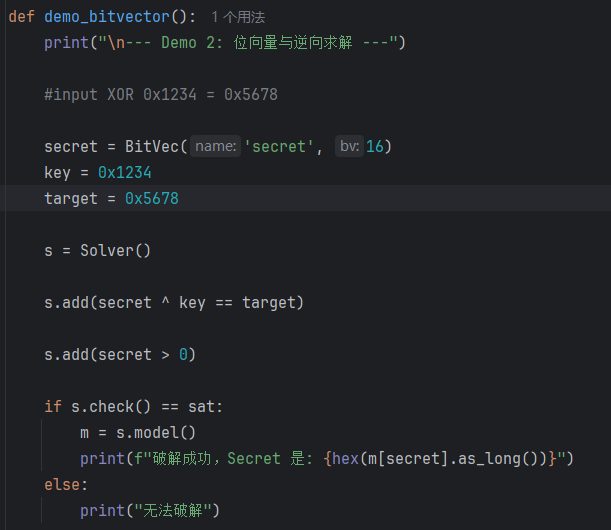 def demo_bitvector(): 1 个用法
    print("\n--- Demo 2: 位向量与逆向求解 ---")
    #input XOR 0x1234 = 0x5678
    secret = BitVec( name: 'secret', bv: 16)
    key = 0x1234
    target = 0x5678
    s = Solver()
    s.add(secret ^ key == target)
    s.add(secret > 0)
    if s.check() == sat:
        m = s.model()
        print(f"破解成功，Secret 是: {hex(m[secret].as_long())}")
    else:
        print("无法破解")